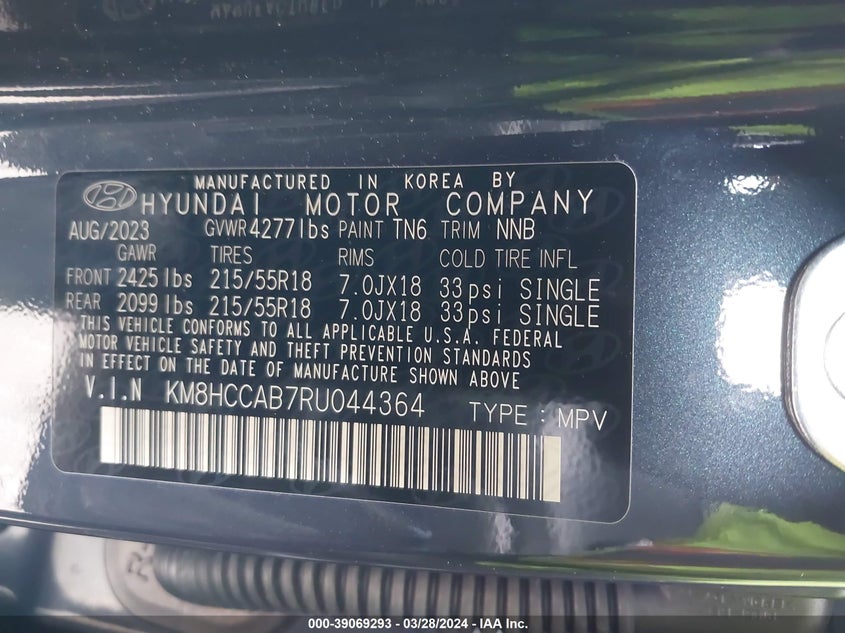 MANUFACTURED IN KOREA BY
HYUNDAI MOTOR COMPANY
AUG/2023 GVWR 4277lbs PAINT TN6 TRIM NNB
GAWR TIRES RIMS COLD TIRE INFL
FRONT 2425lbs 215/55R18 7.0JX18 33psi SINGLE
REAR 2099lbs 215/55R18 7.0JX18 33psi SINGLE
THIS VEHICLE CONFORMS TO ALL APPLICABLE U.S.A. FEDERAL
MOTOR VEHICLE SAFETY AND THEFT PREVENTION STANDARDS
IN EFFECT ON THE DATE OF MANUFACTURE SHOWN ABOVE
V.I.N KM8HCCAB7RU044364 TYPE : MPV
000-39069293 - 03/28/2024 - IAA Inc.